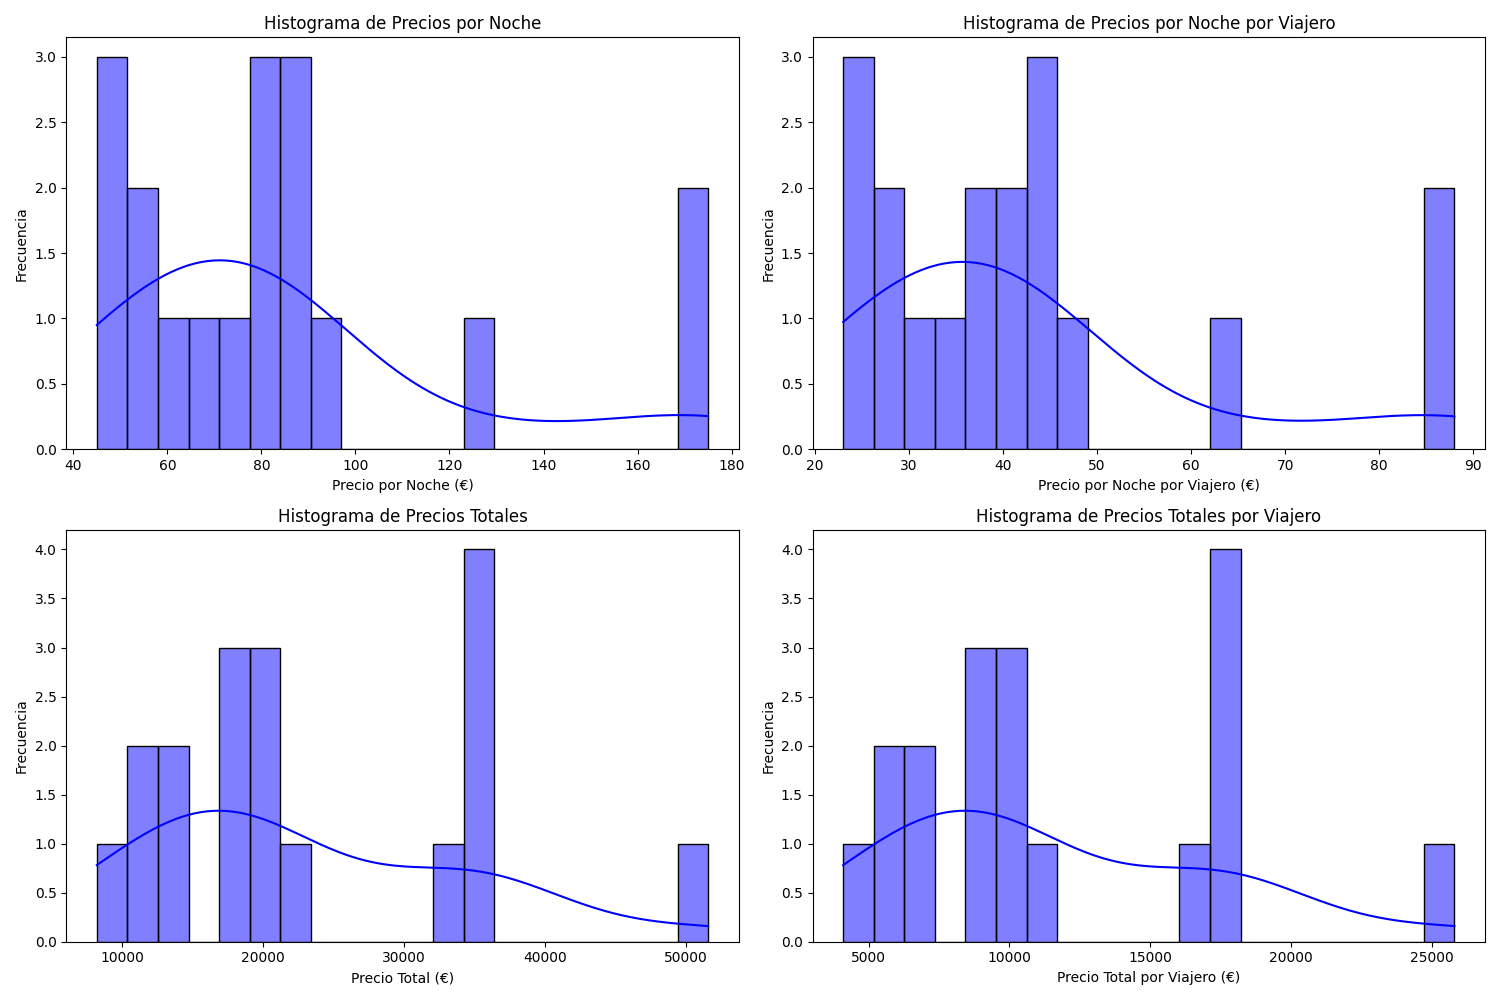 Histograma de Precios por Noche
3.0
2.5
2.0
1.5
1.0
0.5
0.0
Frecuencia
40 60 80 100 120 140 160 180
Precio por Noche (€)
Histograma de Precios por Noche por Viajero
3.0
2.5
2.0
1.5
1.0
0.5
0.0
Frecuencia
20 30 40 50 60 70 80 90
Precio por Noche por Viajero (€)
Histograma de Precios Totales
4.0
3.5
3.0
2.5
2.0
1.5
1.0
0.5
0.0
Frecuencia
10000 20000 30000 40000 50000
Precio Total (€)
Histograma de Precios Totales por Viajero
4.0
3.5
3.0
2.5
2.0
1.5
1.0
0.5
0.0
Frecuencia
5000 10000 15000 20000 25000
Precio Total por Viajero (€)